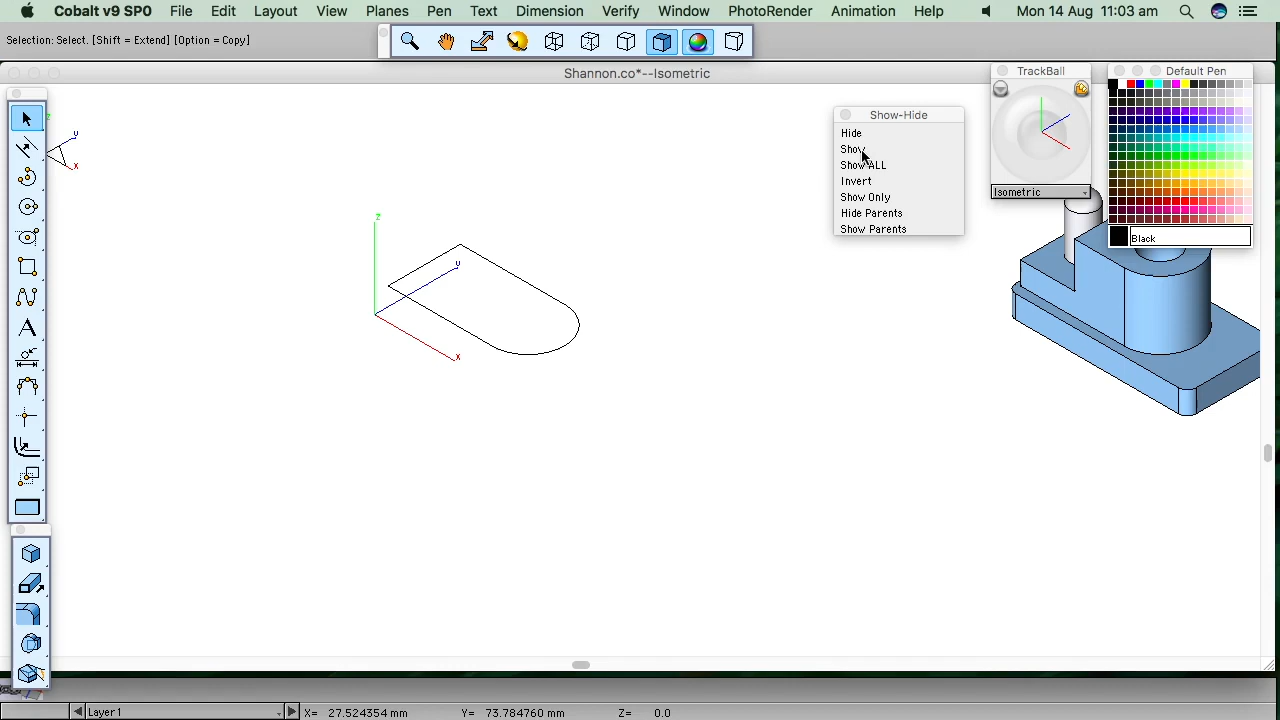 Cobalt v9 SP0 File Edit Layout View Planes Pen Text Dimension Verify Window PhotoRender Animation Help Mon 14 Aug 11:03 am
Selection: Select. [Shift = Extend] [Option = Copy]
Shannon.co*--Isometric
TrackBall
Default Pen
Isometric
Black
Show-Hide
Hide
Show
Show ALL
Invert
Show Only
Hide Parents
Show Parents
z
y
x
z
y
x
A
Layer1 X= 27.524354 mm Y= 73.784760 mm Z= 0.0